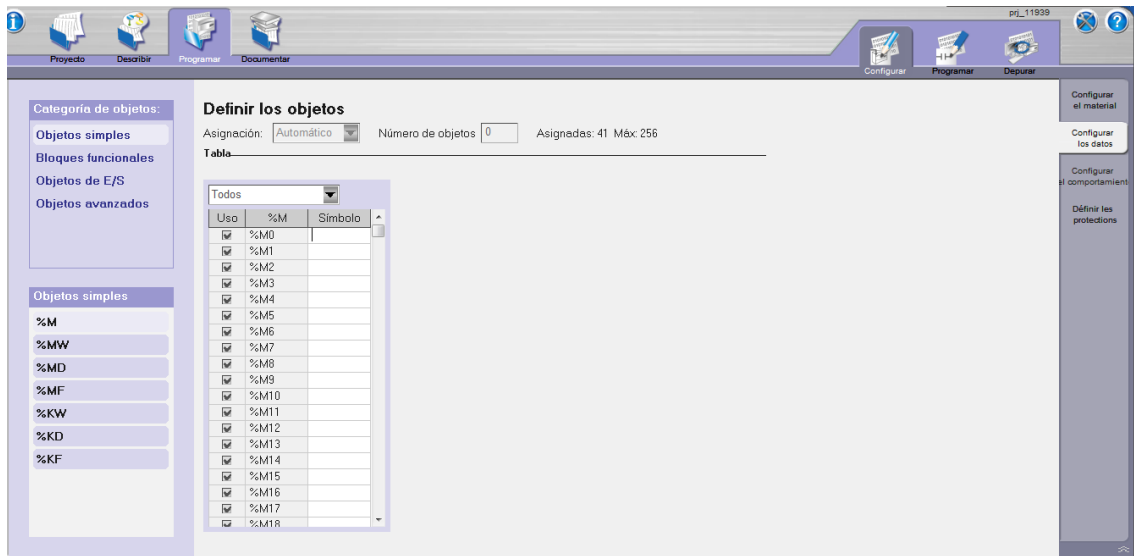 prj_11939
Proyecto
Describir
Programar
Documentar
Configurar
Programar
Depurar
Categoría de objetos:
Objetos simples
Bloques funcionales
Objetos de E/S
Objetos avanzados
Objetos simples
%M
%MW
%MD
%MF
%KW
%KD
%KF
Definir los objetos
Asignación: Automático Número de objetos 0 Asignadas: 41 Máx: 256
Tabla
Todos
Uso %M Símbolo
%M0
%M1
%M2
%M3
%M4
%M5
%M6
%M7
%M8
%M9
%M10
%M11
%M12
%M13
%M14
%M15
%M16
%M17
%M18
Configurar
el material
Configurar
los datos
Configurar
el comportamient
Définir les
protections